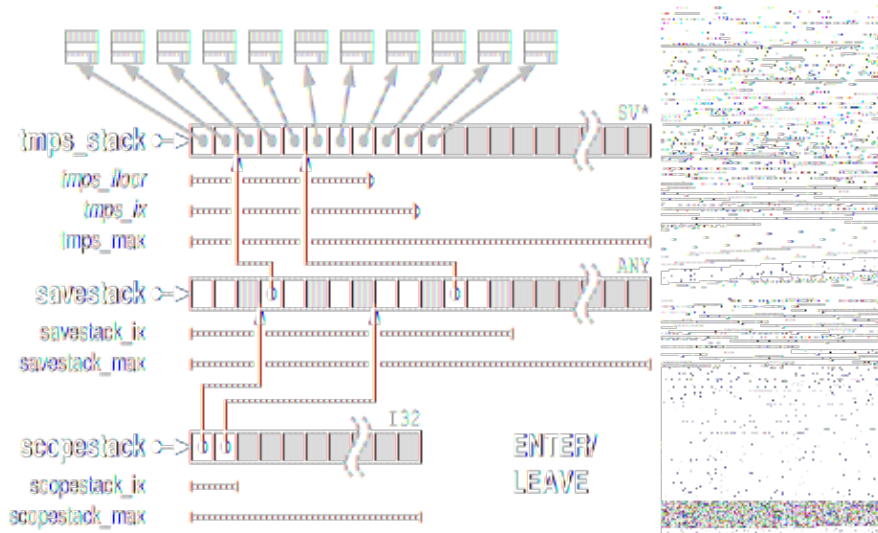 SV*
tmps_stack
tmps_floor
tmps_ix
tmps_max
ANY
savestack
savestack_ix
savestack_max
I32
scopestack
ENTER/
LEAVE
scopestack_ix
scopestack_max